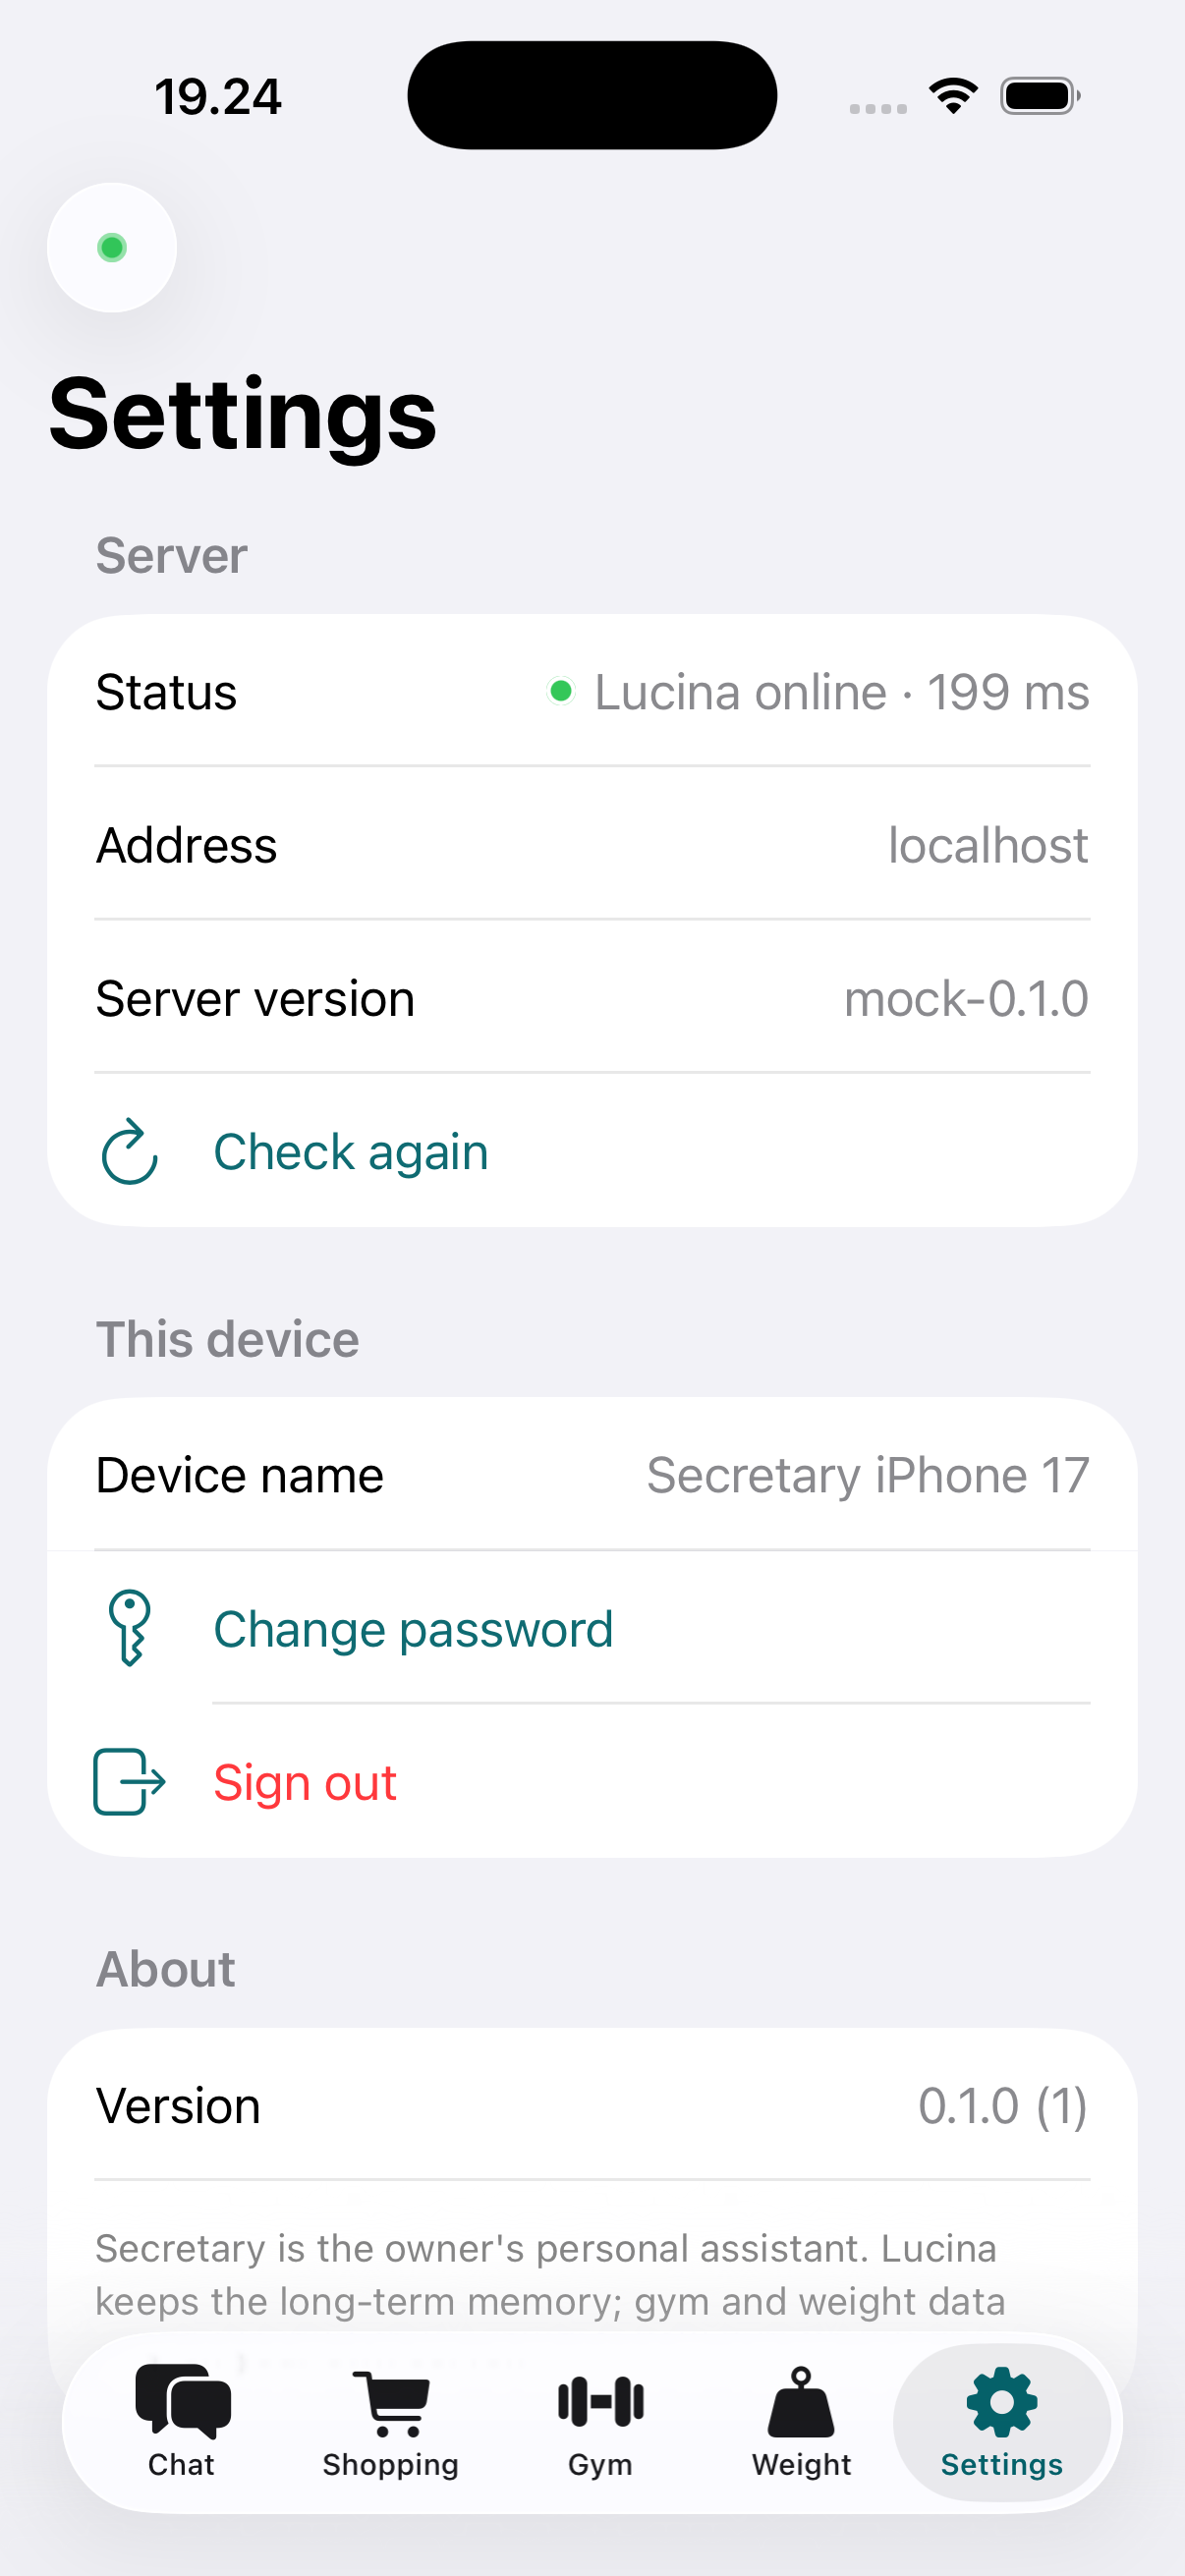 19.24
Settings
Server
Status Lucina online · 199 ms
Address localhost
Server version mock-0.1.0
Check again
This device
Device name Secretary iPhone 17
Change password
Sign out
About
Version 0.1.0 (1)
Secretary is the owner's personal assistant. Lucina
keeps the long-term memory; gym and weight data
Chat Shopping Gym Weight Settings